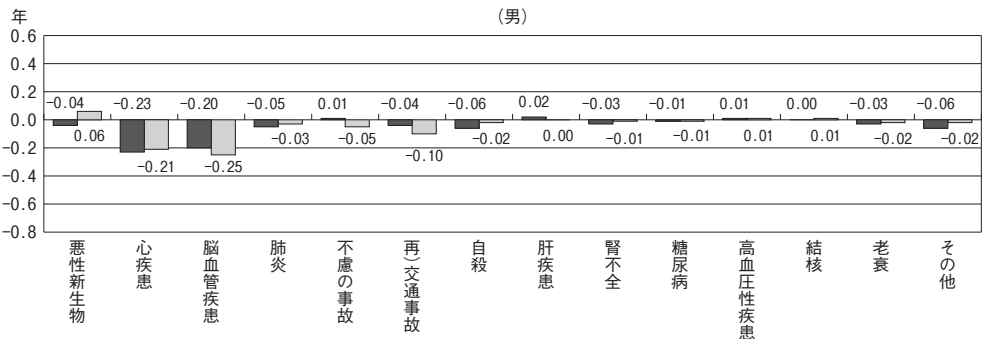 年
(男)
0.6
0.4
0.2
0.0
-0.2
-0.4
-0.6
-0.8
-0.04 -0.23 -0.20 -0.05 0.01 -0.04 -0.06 0.02 -0.03 -0.01 0.01 0.00 -0.03 -0.06
0.06 -0.21 -0.25 -0.03 -0.05 -0.10 -0.02 0.00 -0.01 -0.01 0.01 0.01 -0.02 -0.02
悪性新生物
心疾患
脳血管疾患
肺炎
不慮の事故
再)交通事故
自殺
肝疾患
腎不全
糖尿病
高血圧性疾患
結核
老衰
その他